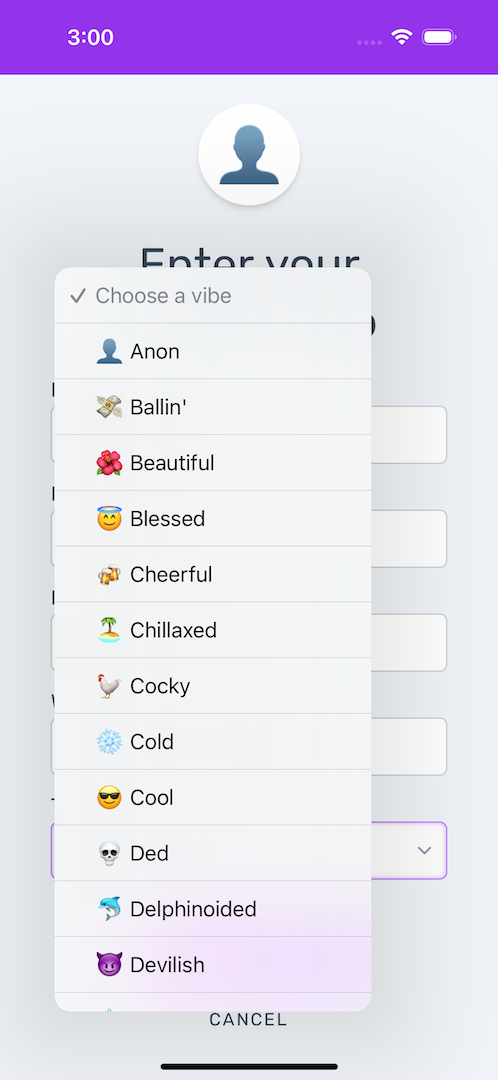 3:00
Enter your
Choose a vibe
Anon
Ballin'
Beautiful
Blessed
Cheerful
Chillaxed
Cocky
Cold
Cool
Ded
Delphinoided
Devilish
CANCEL